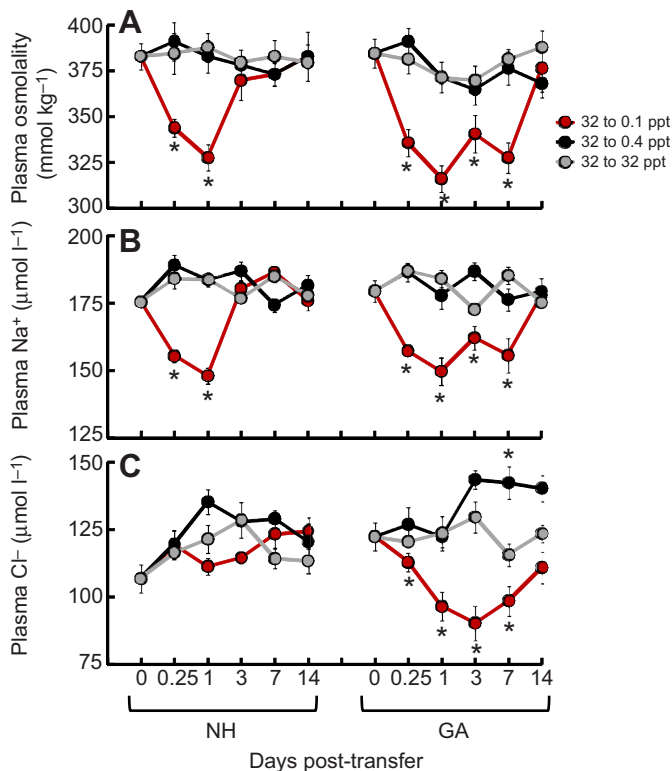 A
Plasma osmolality
(mmol kg–1)
400
375
350
325
300
* * * * * *
32 to 0.1 ppt
32 to 0.4 ppt
32 to 32 ppt
B
Plasma Na+ (μmol l–1)
200
175
150
125
* * * * * *
C
Plasma Cl– (μmol l–1)
150
125
100
75
* * * * *
0 0.25 1 3 7 14 0 0.25 1 3 7 14
NH GA
Days post-transfer